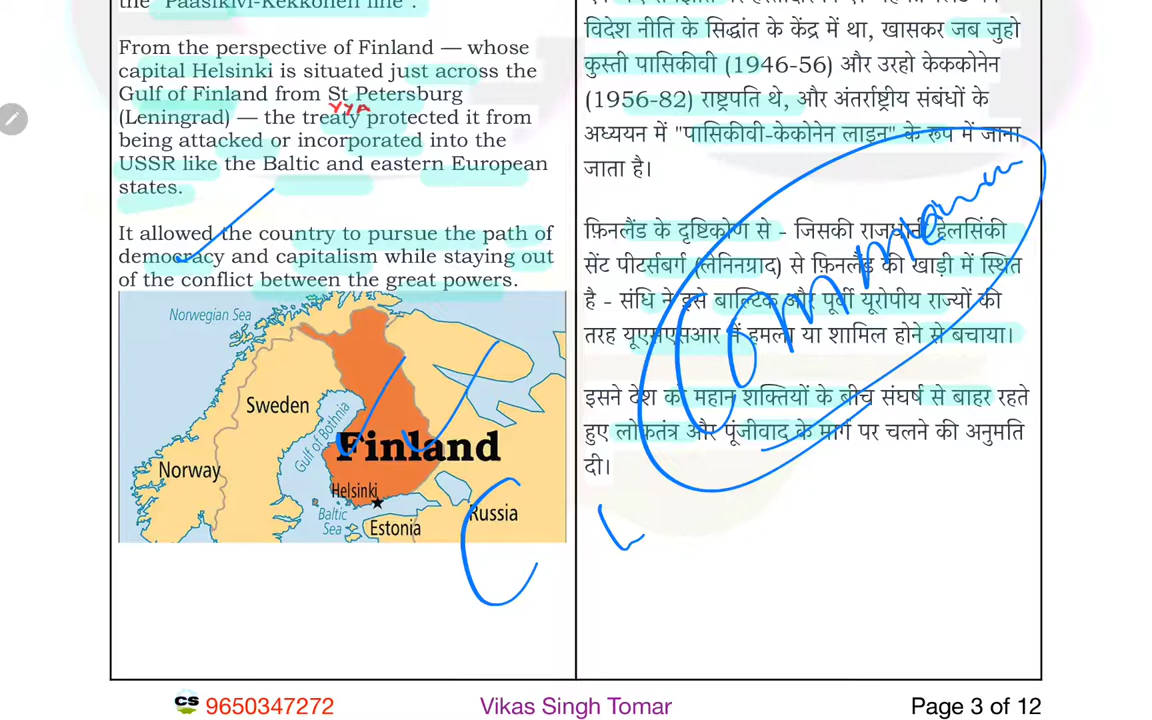 the "Paasikivi-Kekkonen line".
From the perspective of Finland — whose
capital Helsinki is situated just across the
Gulf of Finland from St Petersburg
YYA
(Leningrad) — the treaty protected it from
being attacked or incorporated into the
USSR like the Baltic and eastern European
states.
It allowed the country to pursue the path of
democracy and capitalism while staying out
of the conflict between the great powers.
Norwegian Sea
Sweden
Gulf of Bothnia
Finland
Norway
Helsinki
Baltic
Sea
Estonia
Russia
विदेश नीति के सिद्धांत के केंद्र में था, खासकर जब जुहो
कुस्ती पासिकीवी (1946-56) और उरहो केककोनेन
(1956-82) राष्ट्रपति थे, और अंतर्राष्ट्रीय संबंधों के
अध्ययन में "पासिकीवी-केकोनेन लाइन" के रूप में जाना
जाता है।
फ़िनलैंड के दृष्टिकोण से - जिसकी राजधानी हेलसिंकी
सेंट पीटर्सबर्ग (लेनिनग्राद) से फ़िनलैंड की खाड़ी में स्थित
है - संधि ने इसे बाल्टिक और पूर्वी यूरोपीय राज्यों की
तरह यूएसएसआर में हमला या शामिल होने से बचाया।
इसने देश को महान शक्तियों के बीच संघर्ष से बाहर रहते
हुए लोकतंत्र और पूंजीवाद के मार्ग पर चलने की अनुमति
दी।
CS 9650347272
Vikas Singh Tomar
Page 3 of 12